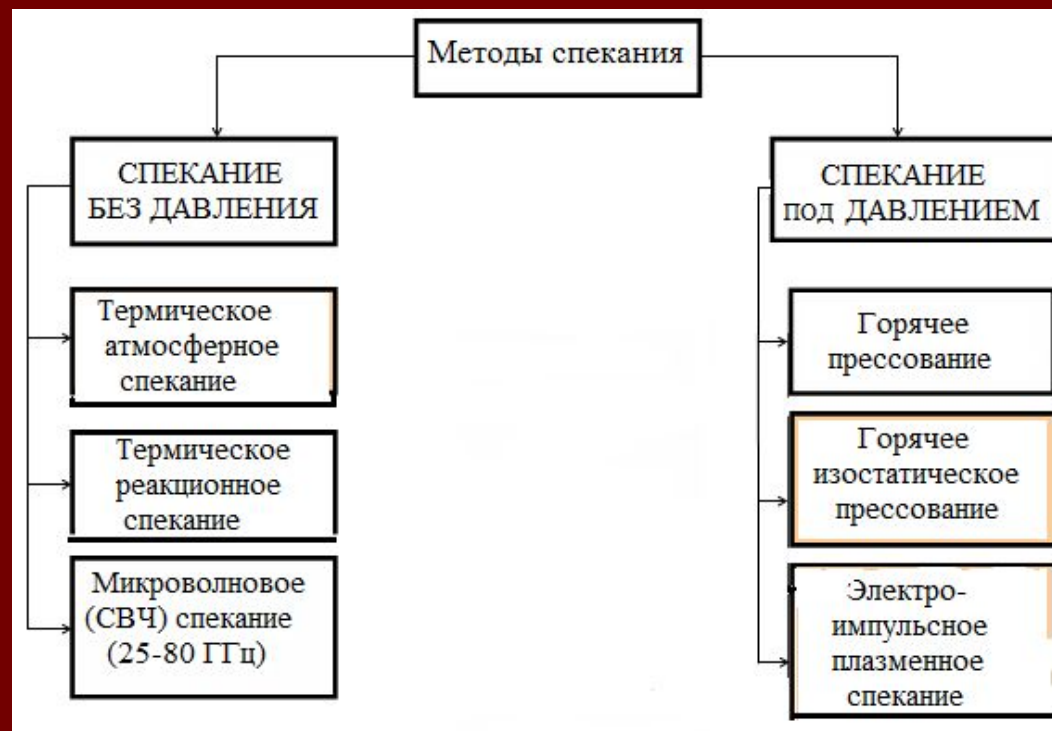 Методы спекания
СПЕКАНИЕ
БЕЗ ДАВЛЕНИЯ
Термическое
атмосферное
спекание
Термическое
реакционное
спекание
Микроволновое
(СВЧ) спекание
(25-80 ГГц)
СПЕКАНИЕ
ПОД ДАВЛЕНИЕМ
Горячее
прессование
Горячее
изостатическое
прессование
Электро-
импульсное
плазменное
спекание